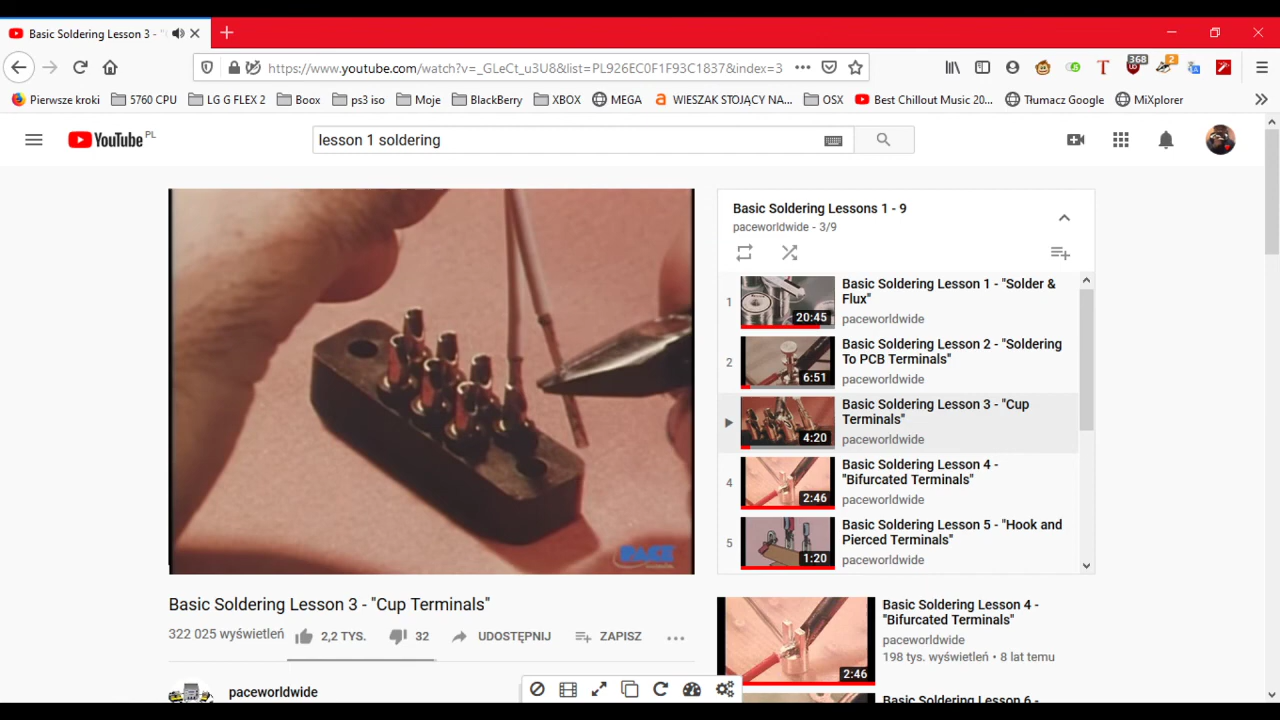 Basic Soldering Lesson 3 - "
https://www.youtube.com/watch?v=_GLeCt_u3U8&list=PL926EC0F1F93C1837&index=3
368
2
T
Pierwsze kroki
5760 CPU
LG G FLEX 2
Boox
ps3 iso
Moje
BlackBerry
XBOX
MEGA
a WIESZAK STOJĄCY NA...
OSX
Best Chillout Music 20...
Tłumacz Google
MiXplorer
YouTube PL
lesson 1 soldering
Basic Soldering Lessons 1 - 9
paceworldwide - 3/9
1
20:45
Basic Soldering Lesson 1 - "Solder &
Flux"
paceworldwide
2
6:51
Basic Soldering Lesson 2 - "Soldering
To PCB Terminals"
paceworldwide
4:20
Basic Soldering Lesson 3 - "Cup
Terminals"
paceworldwide
4
2:46
Basic Soldering Lesson 4 -
"Bifurcated Terminals"
paceworldwide
5
1:20
Basic Soldering Lesson 5 - "Hook and
Pierced Terminals"
paceworldwide
PACE
Basic Soldering Lesson 3 - "Cup Terminals"
322 025 wyświetleń
2,2 TYS.
32
UDOSTĘPNIJ
ZAPISZ
paceworldwide
2:46
Basic Soldering Lesson 4 -
"Bifurcated Terminals"
paceworldwide
198 tys. wyświetleń • 8 lat temu
Basic Soldering Lesson 6 -